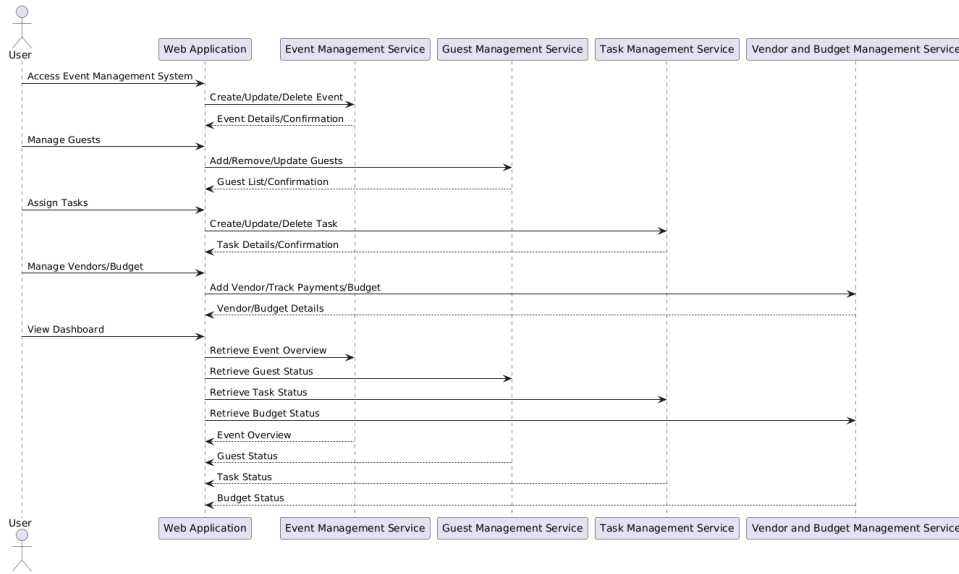 User
Web Application
Event Management Service
Guest Management Service
Task Management Service
Vendor and Budget Management Service
Access Event Management System
Create/Update/Delete Event
Event Details/Confirmation
Manage Guests
Add/Remove/Update Guests
Guest List/Confirmation
Assign Tasks
Create/Update/Delete Task
Task Details/Confirmation
Manage Vendors/Budget
Add Vendor/Track Payments/Budget
Vendor/Budget Details
View Dashboard
Retrieve Event Overview
Retrieve Guest Status
Retrieve Task Status
Retrieve Budget Status
Event Overview
Guest Status
Task Status
Budget Status
User
Web Application
Event Management Service
Guest Management Service
Task Management Service
Vendor and Budget Management Service